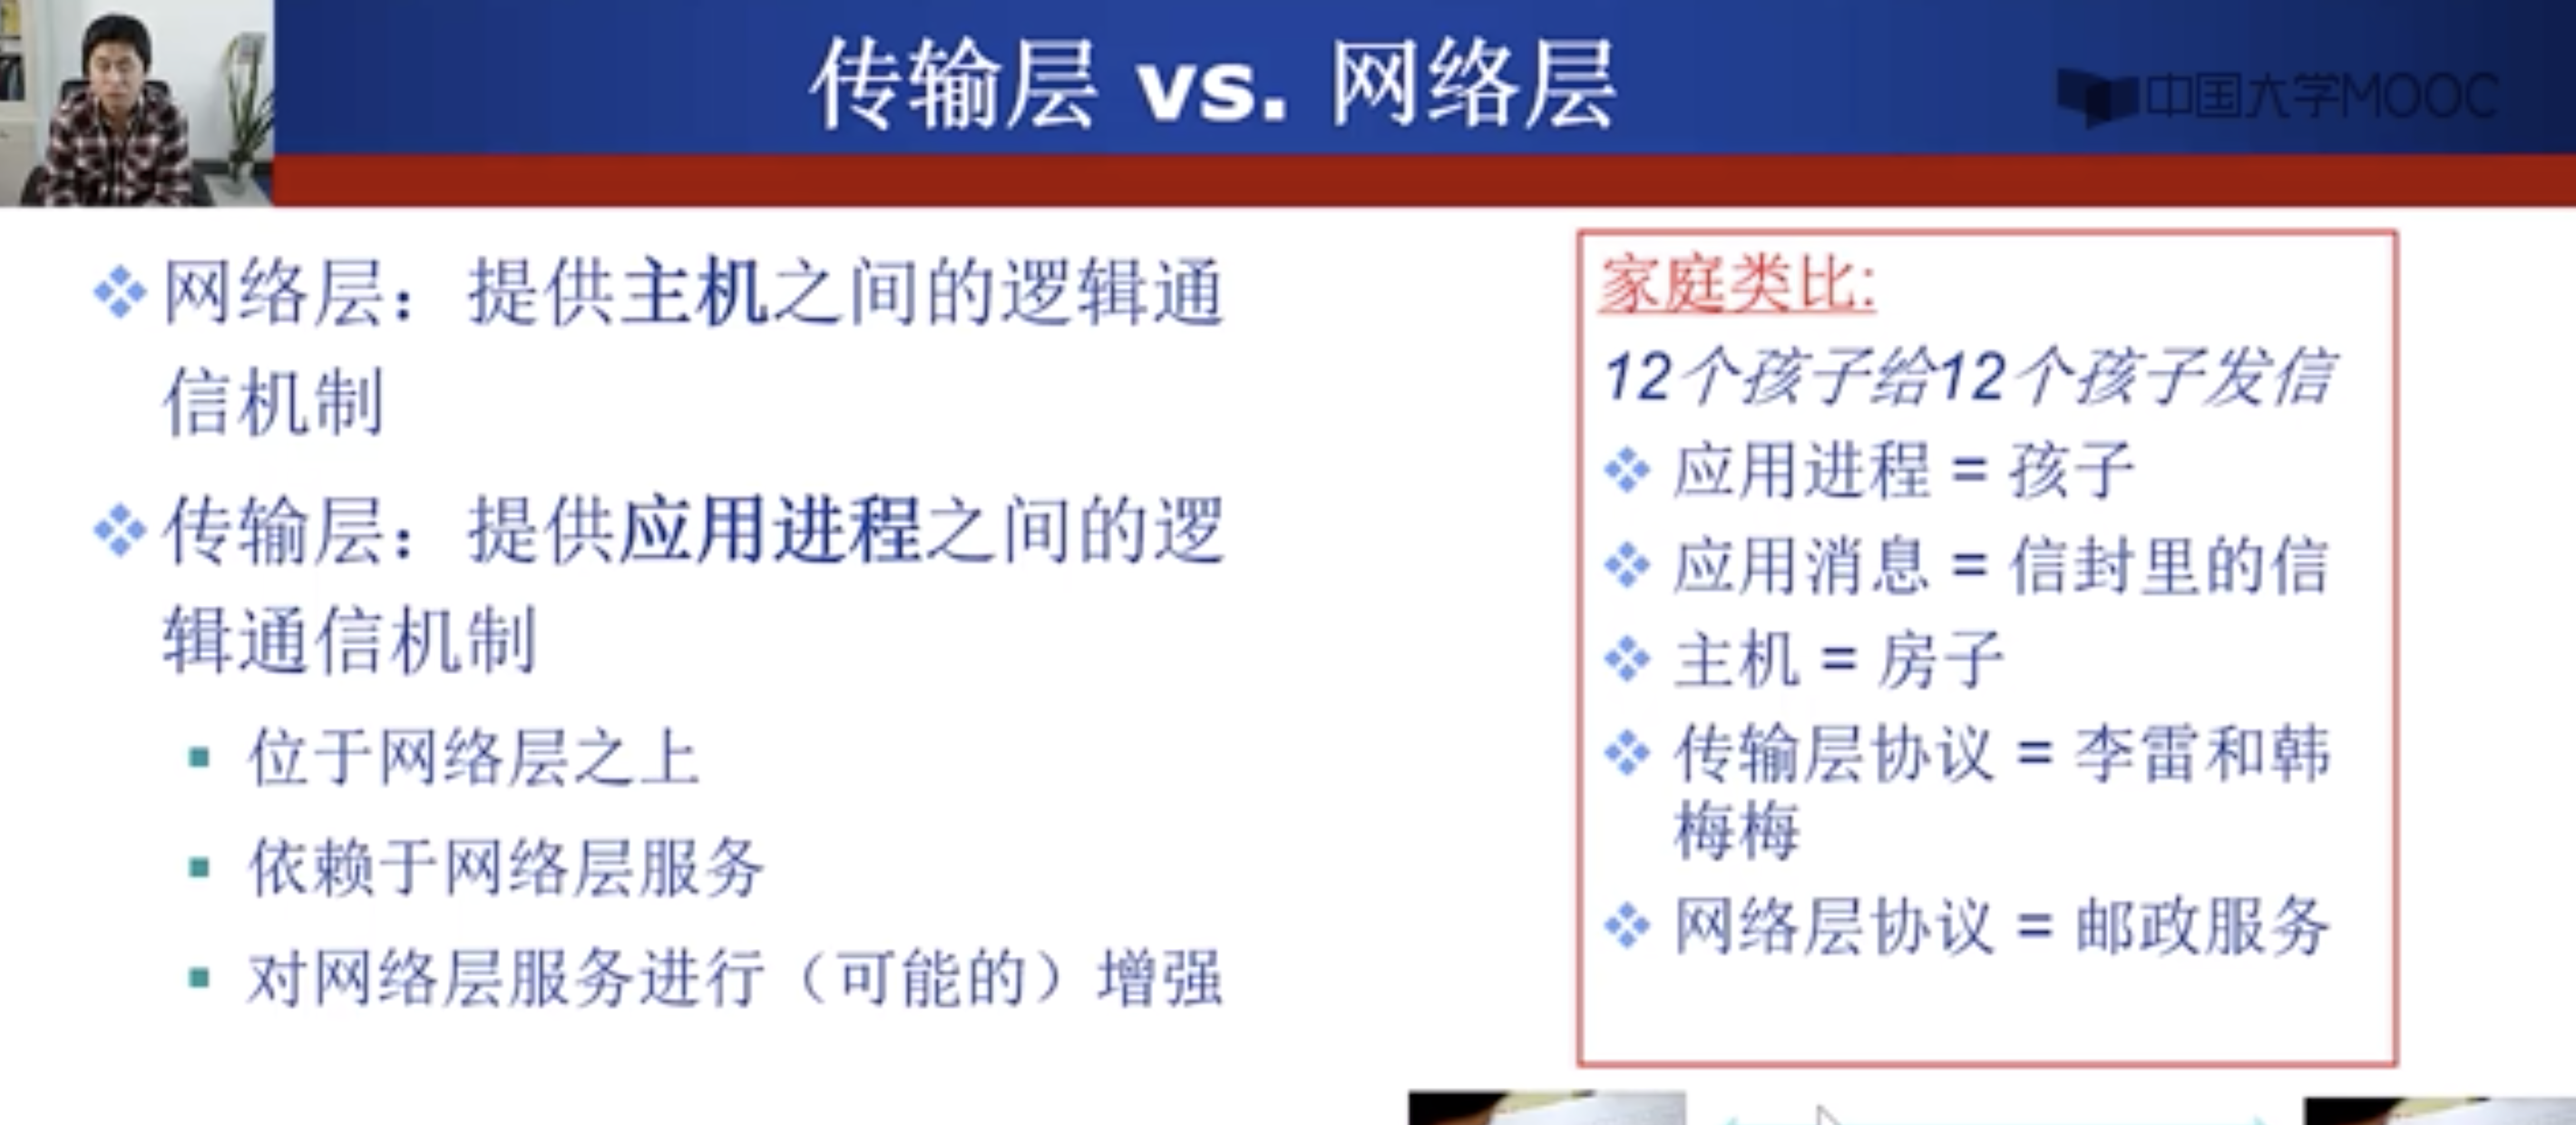 传输层 vs. 网络层
中国大学MOOC
网络层：提供主机之间的逻辑通
信机制
传输层：提供应用进程之间的逻
辑通信机制
位于网络层之上
依赖于网络层服务
对网络层服务进行（可能的）增强
家庭类比:
12个孩子给12个孩子发信
应用进程 = 孩子
应用消息 = 信封里的信
主机 = 房子
传输层协议 = 李雷和韩
梅梅
网络层协议 = 邮政服务